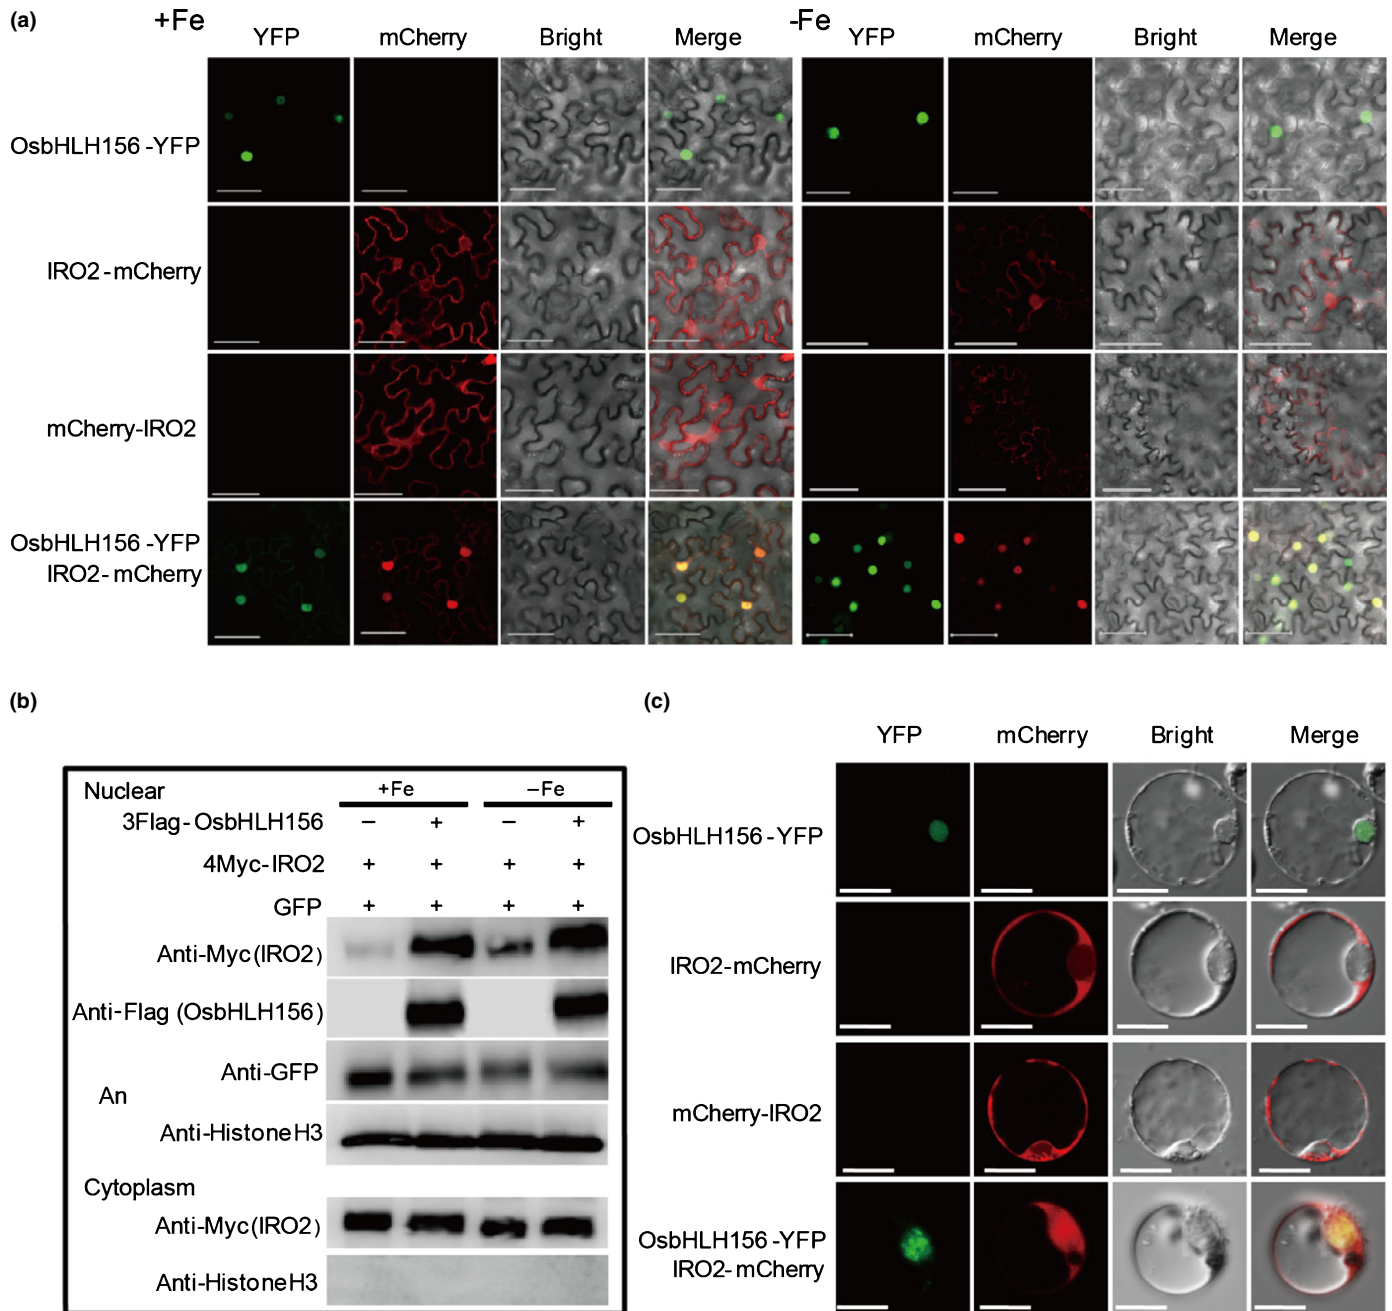 (a)
+Fe
-Fe
YFP mCherry Bright Merge YFP mCherry Bright Merge
OsbHLH156-YFP
IRO2-mCherry
mCherry-IRO2
OsbHLH156-YFP
IRO2-mCherry
(b)
Nuclear +Fe –Fe
3Flag-OsbHLH156 – + – +
4Myc-IRO2 + + + +
GFP + + + +
Anti-Myc(IRO2)
Anti-Flag (OsbHLH156)
Anti-GFP
An
Anti-HistoneH3
Cytoplasm
Anti-Myc(IRO2)
Anti-HistoneH3
(c)
YFP mCherry Bright Merge
OsbHLH156-YFP
IRO2-mCherry
mCherry-IRO2
OsbHLH156-YFP
IRO2-mCherry